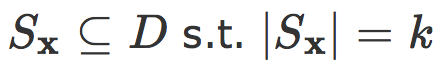 S_𝐱 ⊆ D s.t. |S_𝐱| = k